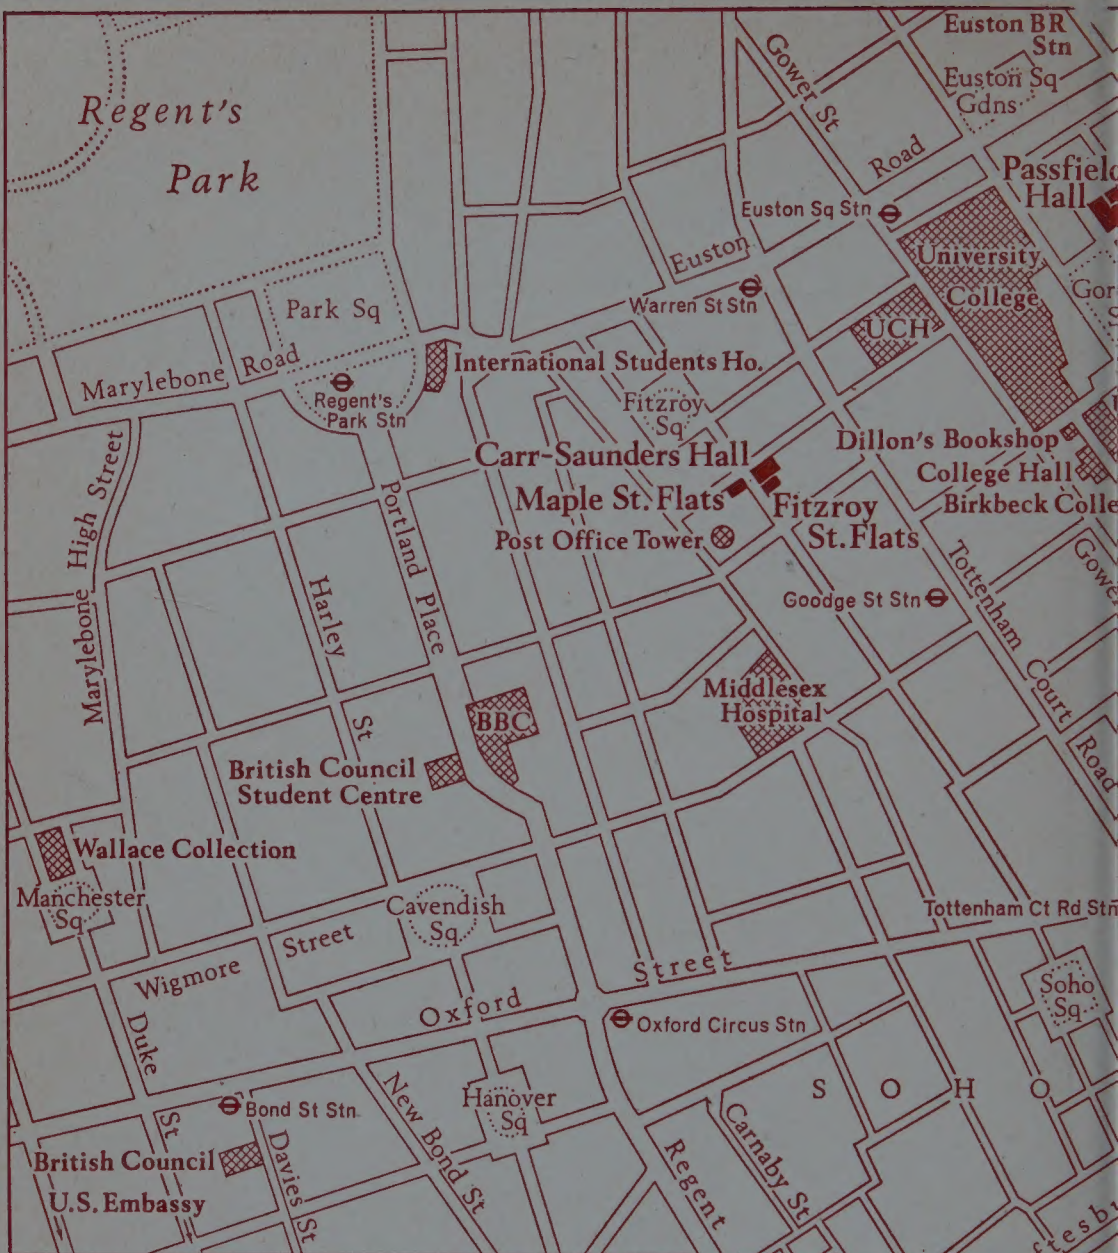 Euston BR
Stn
Euston Sq
Gdns
Gower St
Regent's
Park
Road
Passfield
Hall
Euston Sq Stn
University
College
Euston
Warren St Stn
UCH
Park Sq
Marylebone Road
International Students Ho.
Regent's
Park Stn
Fitzroy
Sq
Marylebone High Street
Carr-Saunders Hall
Dillon's Bookshop
College Hall
Birkbeck Colle
Maple St. Flats
Fitzroy
St. Flats
Post Office Tower
Portland Place
Harley
St
Goodge St Stn
Tottenham Court Road
Gowe
Middlesex
Hospital
BBC
British Council
Student Centre
Wallace Collection
Manchester
Sq
Cavendish
Sq
Tottenham Ct Rd Stn
Wigmore Street
Oxford Street
Soho
Sq
Oxford Circus Stn
Duke
St
SOHO
Hanover
Sq
New Bond St
Bond St Stn
Carnaby St
Regent
Davies St
British Council
U.S. Embassy